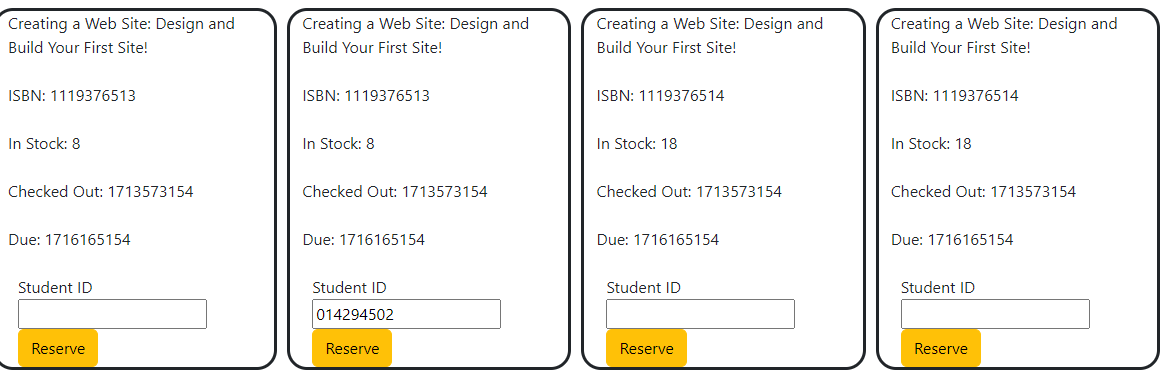 Creating a Web Site: Design and
Build Your First Site!
ISBN: 1119376513
In Stock: 8
Checked Out: 1713573154
Due: 1716165154
Student ID
Reserve
Creating a Web Site: Design and
Build Your First Site!
ISBN: 1119376513
In Stock: 8
Checked Out: 1713573154
Due: 1716165154
Student ID
014294502
Reserve
Creating a Web Site: Design and
Build Your First Site!
ISBN: 1119376514
In Stock: 18
Checked Out: 1713573154
Due: 1716165154
Student ID
Reserve
Creating a Web Site: Design and
Build Your First Site!
ISBN: 1119376514
In Stock: 18
Checked Out: 1713573154
Due: 1716165154
Student ID
Reserve